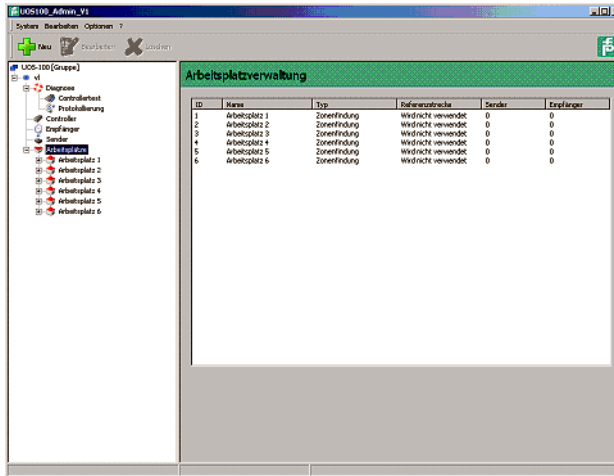 UOS100_Admin_V1
System Bearbeiten Optionen ?
Neu Bearbeiten Löschen
UOS-100 [Gruppe]
vl
Diagnose
Controllertest
Protokollierung
Controller
Empfänger
Sender
Arbeitsplätze
Arbeitsplatz 1
Arbeitsplatz 2
Arbeitsplatz 3
Arbeitsplatz 4
Arbeitsplatz 5
Arbeitsplatz 6
Arbeitsplatzverwaltung
ID Name Typ Referenzstrecke Sender Empfänger
1 Arbeitsplatz 1 Zonenfindung Wird nicht verwendet 0 0
2 Arbeitsplatz 2 Zonenfindung Wird nicht verwendet 0 0
3 Arbeitsplatz 3 Zonenfindung Wird nicht verwendet 0 0
4 Arbeitsplatz 4 Zonenfindung Wird nicht verwendet 0 0
5 Arbeitsplatz 5 Zonenfindung Wird nicht verwendet 0 0
6 Arbeitsplatz 6 Zonenfindung Wird nicht verwendet 0 0